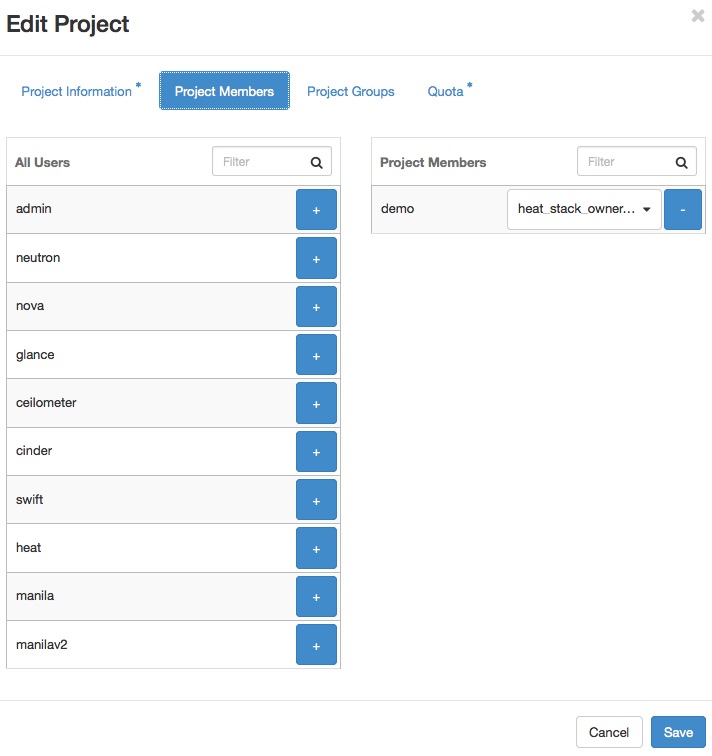 Edit Project
×
Project Information *
Project Members
Project Groups
Quota *
All Users
Filter
Project Members
Filter
admin
+
demo
heat_stack_owner...
-
neutron
+
nova
+
glance
+
ceilometer
+
cinder
+
swift
+
heat
+
manila
+
manilav2
+
Cancel
Save